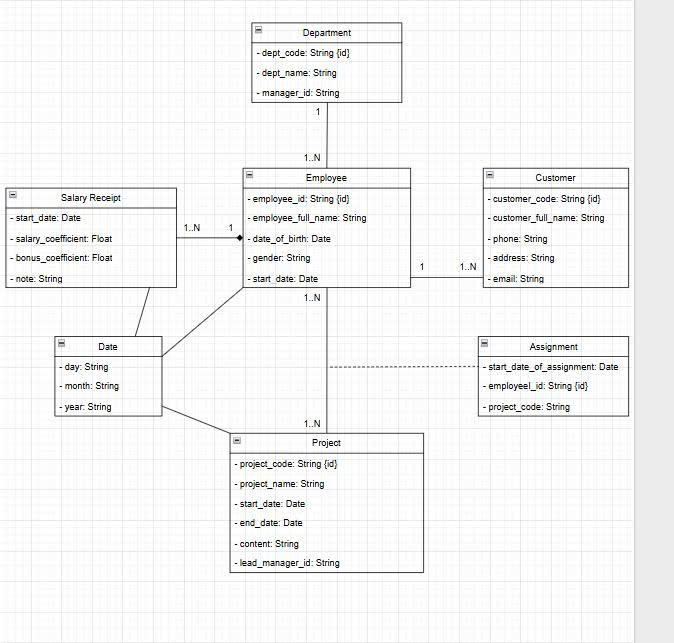 Department
- dept_code: String {id}
- dept_name: String
- manager_id: String
1
1..N
Employee
- employee_id: String {id}
- employee_full_name: String
- date_of_birth: Date
- gender: String
- start_date: Date
Customer
- customer_code: String {id}
- customer_full_name: String
- phone: String
- address: String
- email: String
Salary Receipt
- start_date: Date
- salary_coefficient: Float
- bonus_coefficient: Float
- note: String
1..N
1
1
1..N
1..N
Date
- day: String
- month: String
- year: String
Assignment
- start_date_of_assignment: Date
- employeel_id: String {id}
- project_code: String
1..N
Project
- project_code: String {id}
- project_name: String
- start_date: Date
- end_date: Date
- content: String
- lead_manager_id: String